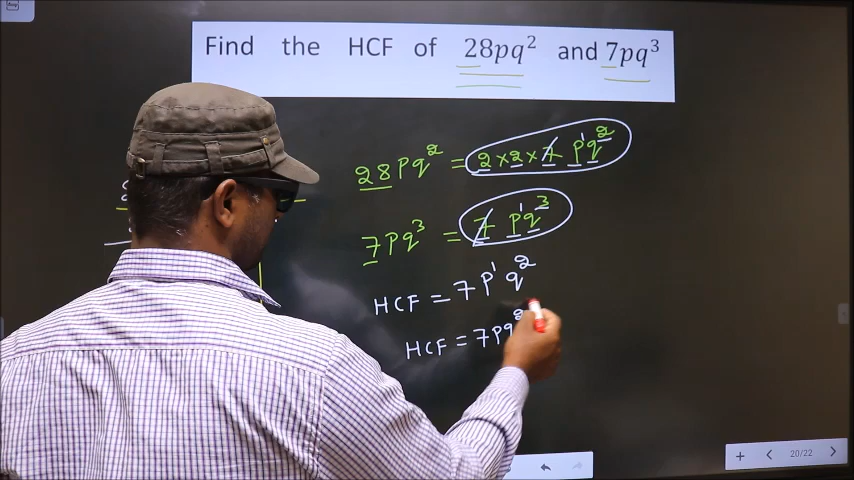 Find the HCF of 28pq² and 7pq³
28Pq² = 2 × 2 × 7 P¹q²
7Pq³ = 7 P¹q³
HCF = 7P¹q²
HCF = 7Pq²
20/22